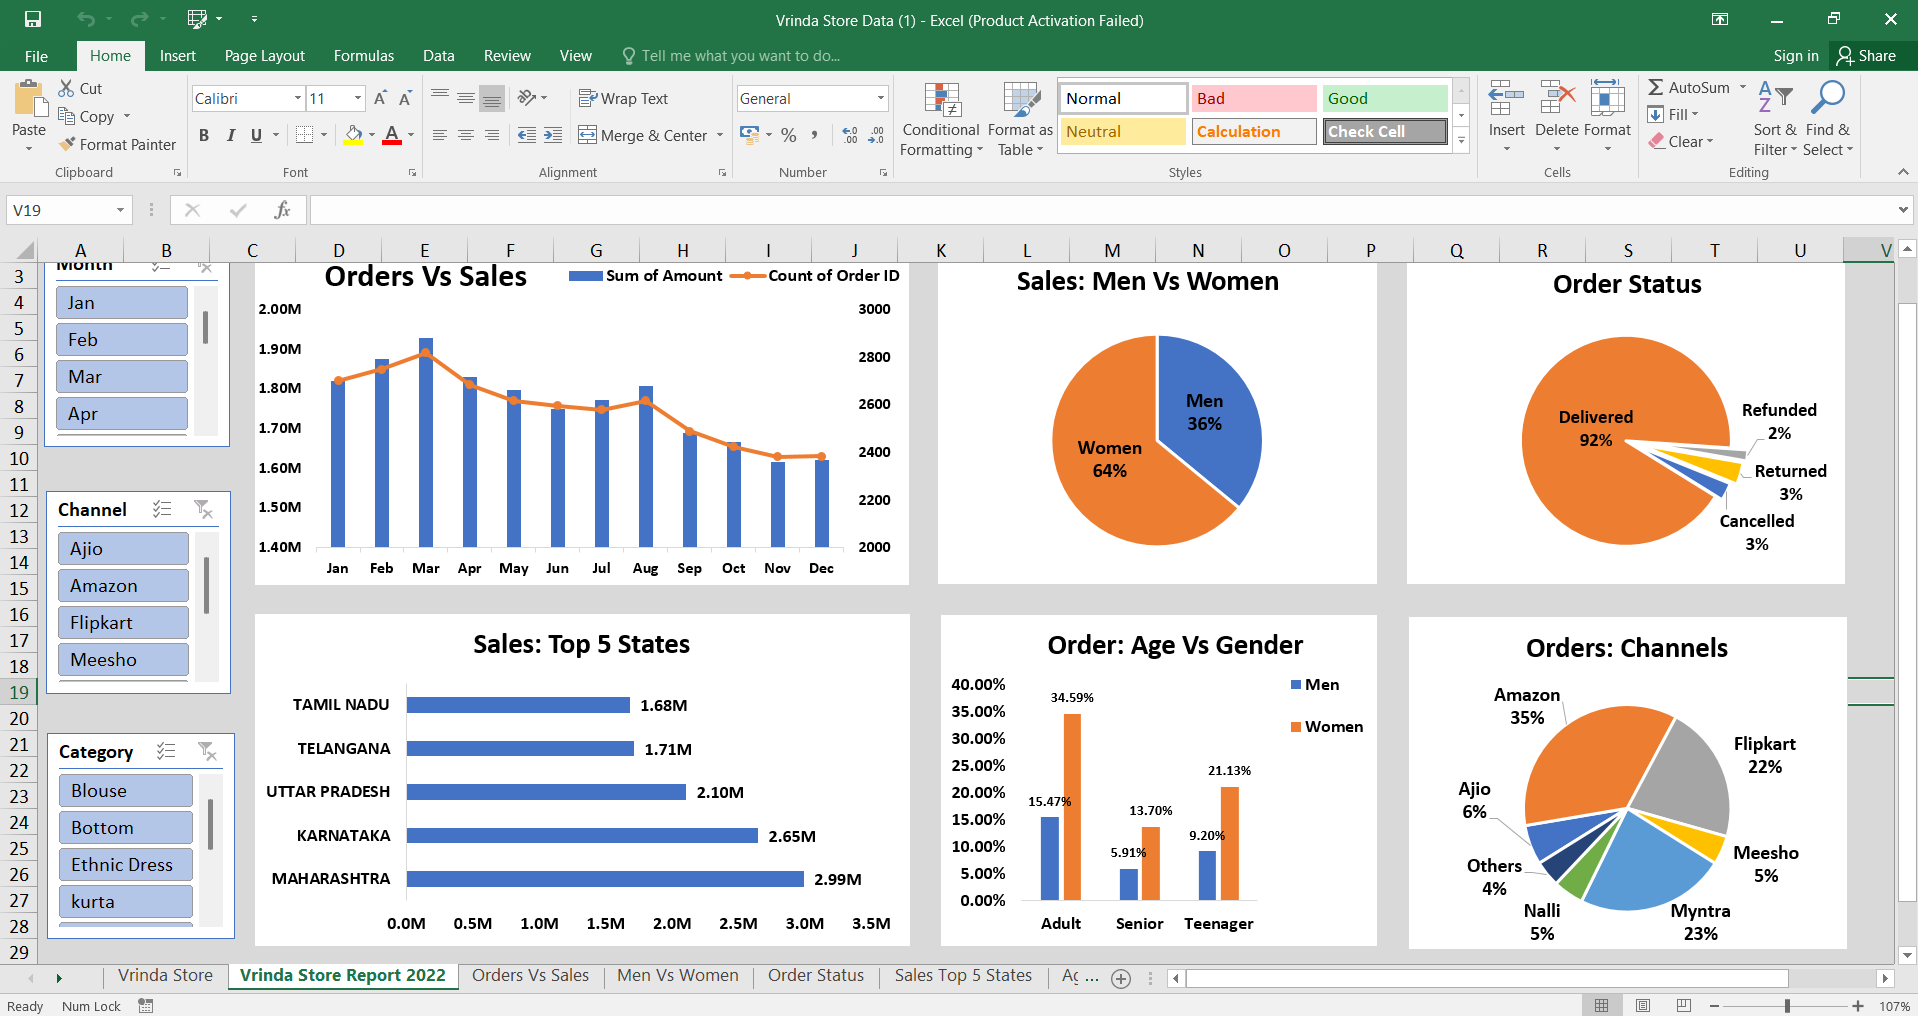 Vrinda Store Data (1) - Excel (Product Activation Failed)
File Home Insert Page Layout Formulas Data Review View Tell me what you want to do... Sign in Share
Paste
Cut
Copy
Format Painter
Clipboard
Calibri 11
B I U A
Font
Wrap Text
Merge & Center
Alignment
General
% , .00 .0
Number
Conditional Formatting
Format as Table
Normal Bad Good
Neutral Calculation Check Cell
Styles
Insert Delete Format
Cells
AutoSum
Fill
Clear
Sort & Filter
Find & Select
Editing
V19
fx
A B C D E F G H I J K L M N O P Q R S T U V
3
4
5
6
7
8
9
10
11
12
13
14
15
16
17
18
19
20
21
22
23
24
25
26
27
28
29
Month
Jan
Feb
Mar
Apr
Channel
Ajio
Amazon
Flipkart
Meesho
Category
Blouse
Bottom
Ethnic Dress
kurta
Orders Vs Sales
Sum of Amount Count of Order ID
2.00M 3000
1.90M 2800
1.80M 2600
1.70M 2400
1.60M 2200
1.50M 2000
1.40M
Jan Feb Mar Apr May Jun Jul Aug Sep Oct Nov Dec
Sales: Men Vs Women
Men
36%
Women
64%
Order Status
Delivered
92%
Refunded
2%
Returned
3%
Cancelled
3%
Sales: Top 5 States
TAMIL NADU 1.68M
TELANGANA 1.71M
UTTAR PRADESH 2.10M
KARNATAKA 2.65M
MAHARASHTRA 2.99M
0.0M 0.5M 1.0M 1.5M 2.0M 2.5M 3.0M 3.5M
Order: Age Vs Gender
Men
Women
40.00%
35.00%
30.00%
25.00%
20.00%
15.00%
10.00%
5.00%
0.00%
15.47% 34.59%
5.91% 13.70%
9.20% 21.13%
Adult Senior Teenager
Orders: Channels
Amazon
35%
Flipkart
22%
Ajio
6%
Meesho
5%
Others
4%
Nalli
5%
Myntra
23%
Vrinda Store Vrinda Store Report 2022 Orders Vs Sales Men Vs Women Order Status Sales Top 5 States Ag ...
Ready Num Lock 107%